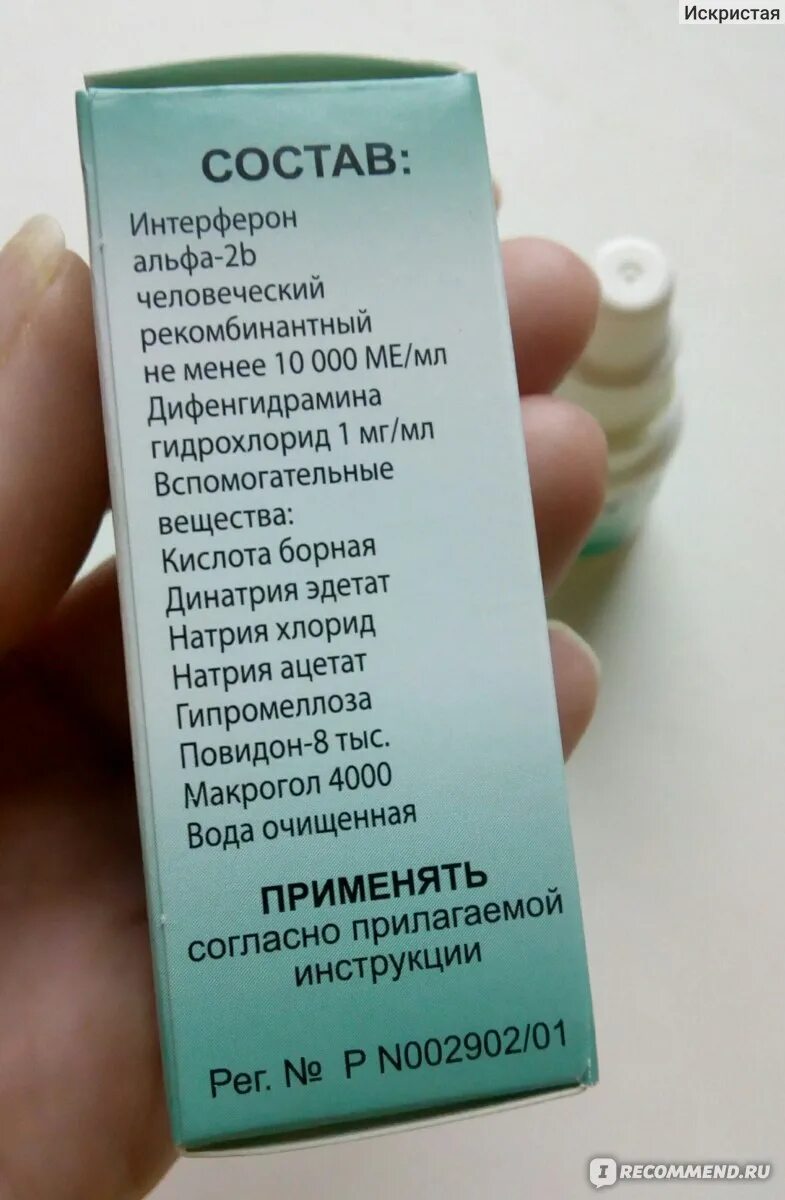 Искристая
СОСТАВ:
Интерферон
альфа-2b
человеческий
рекомбинантный
не менее 10 000 МЕ/мл
Дифенгидрамина
гидрохлорид 1 мг/мл
Вспомогательные
вещества:
Кислота борная
Динатрия эдетат
Натрия хлорид
Натрия ацетат
Гипромеллоза
Повидон-8 тыс.
Макрогол 4000
Вода очищенная
ПРИМЕНЯТЬ
согласно прилагаемой
инструкции
Рег. № Р N002902/01
IRECOMMEND.RU